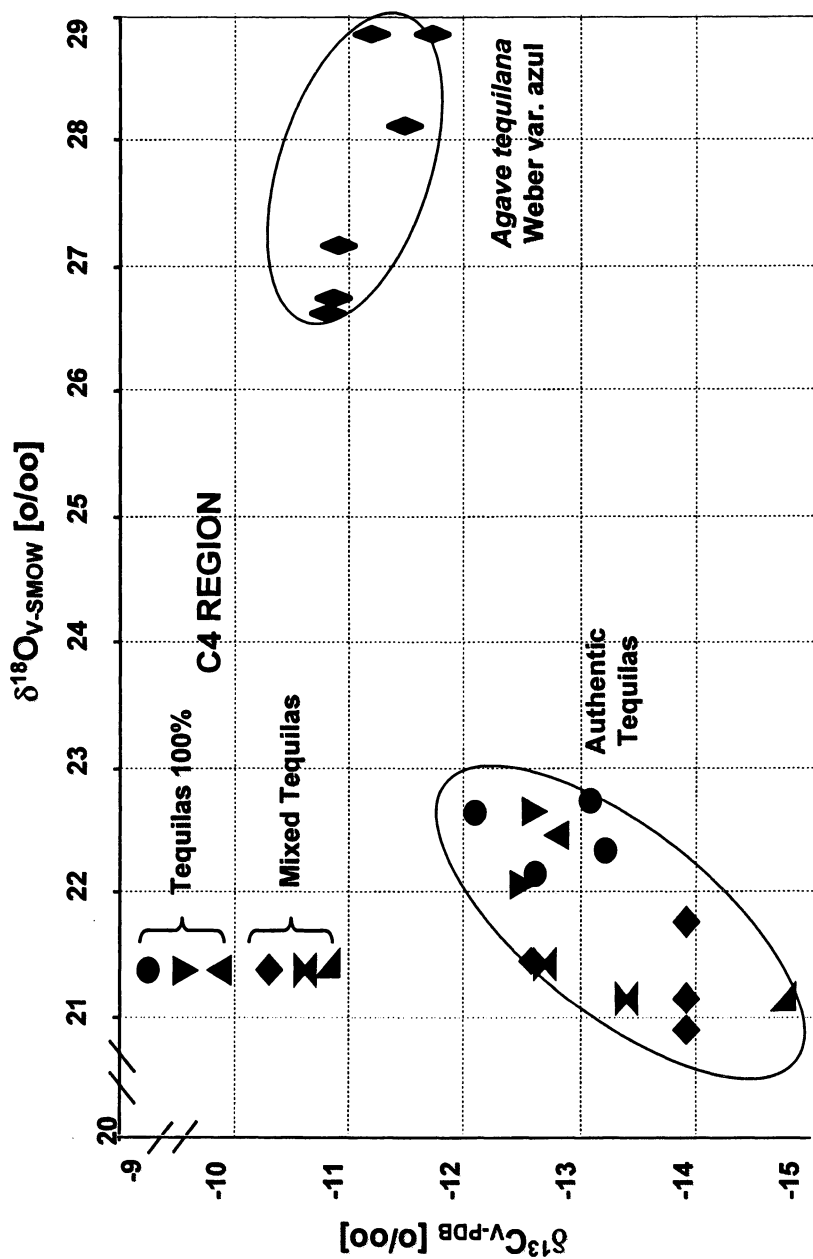 δ18OV-SMOW [o/oo]
20
21
22
23
24
25
26
27
28
29
-9
-10
-11
-12
-13
-14
-15
δ13CV-PDB [o/oo]
Tequilas 100%
Mixed Tequilas
C4 REGION
Authentic
Tequilas
Agave tequilana
Weber var. azul